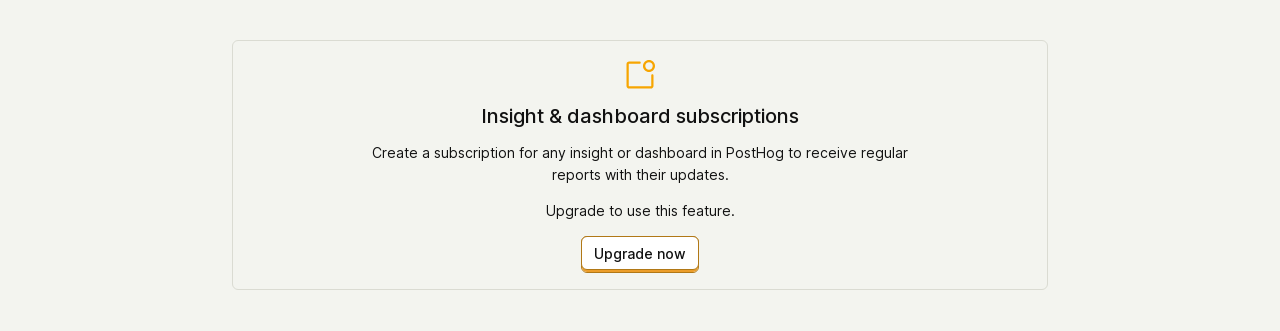 Insight & dashboard subscriptions
Create a subscription for any insight or dashboard in PostHog to receive regular
reports with their updates.
Upgrade to use this feature.
Upgrade now